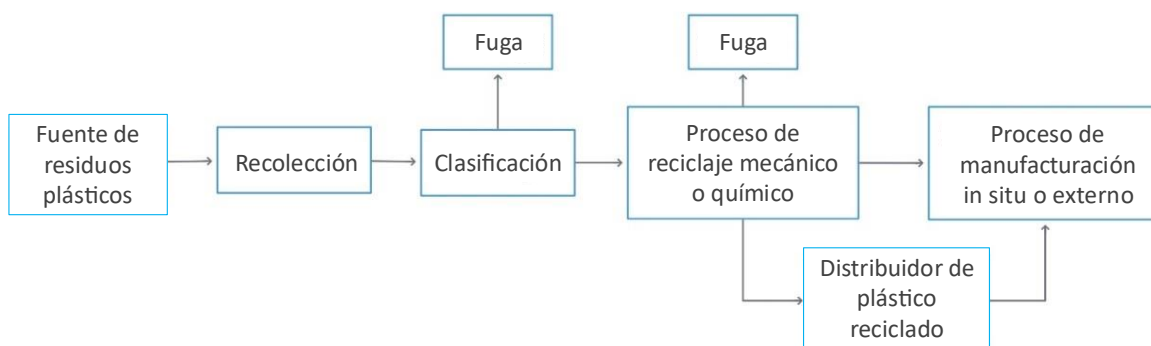 Fuga
Fuga
Fuente de
residuos
plásticos
Recolección
Clasificación
Proceso de
reciclaje mecánico
o químico
Proceso de
manufacturación
in situ o externo
Distribuidor de
plástico
reciclado